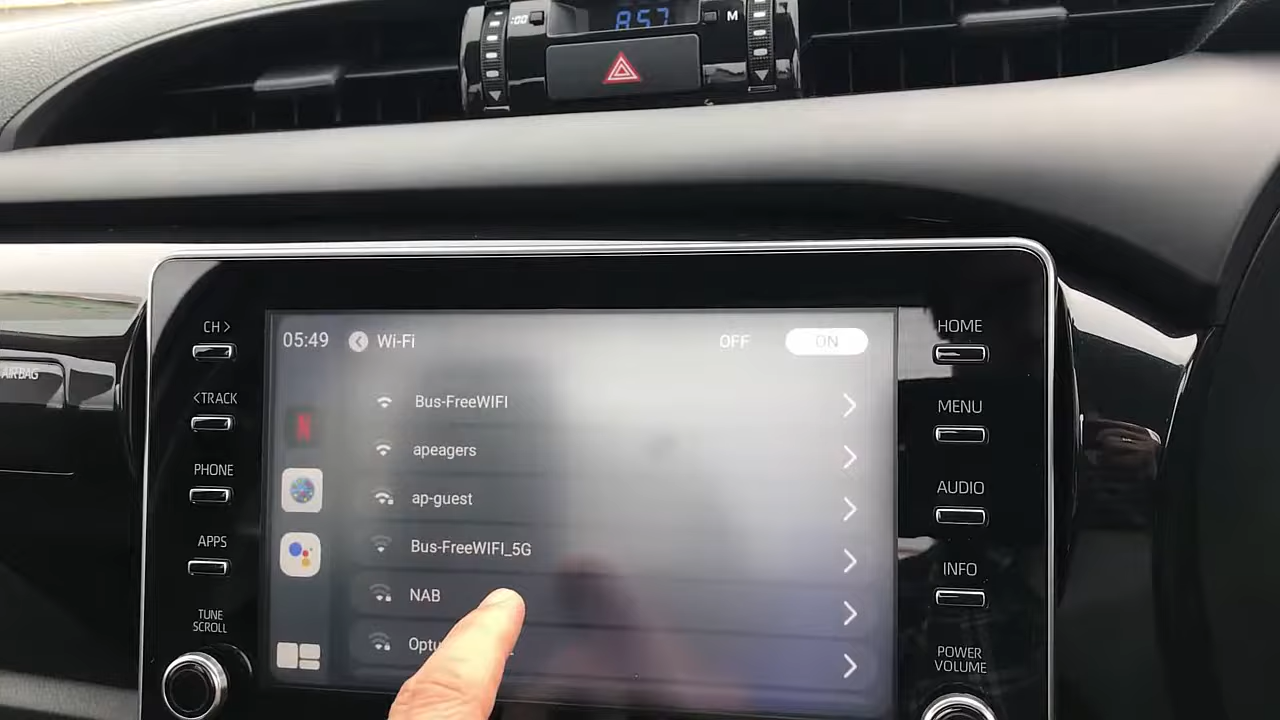 :00
8:57
M
CH>
<TRACK
PHONE
APPS
TUNE
SCROLL
AIRBAG
05:49
Wi-Fi
OFF
ON
Bus-FreeWIFI
apeagers
ap-guest
Bus-FreeWIFI_5G
NAB
HOME
MENU
AUDIO
INFO
POWER
VOLUME